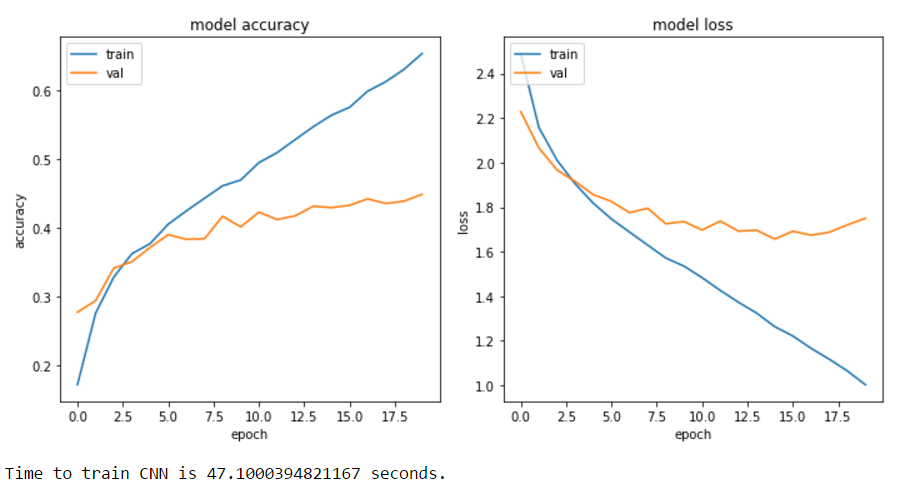 model accuracy
train
val
0.6
0.5
0.4
0.3
0.2
accuracy
0.0
2.5
5.0
7.5
10.0
12.5
15.0
17.5
epoch
model loss
train
val
2.4
2.2
2.0
1.8
1.6
1.4
1.2
1.0
loss
0.0
2.5
5.0
7.5
10.0
12.5
15.0
17.5
epoch
Time to train CNN is 47.1000394821167 seconds.